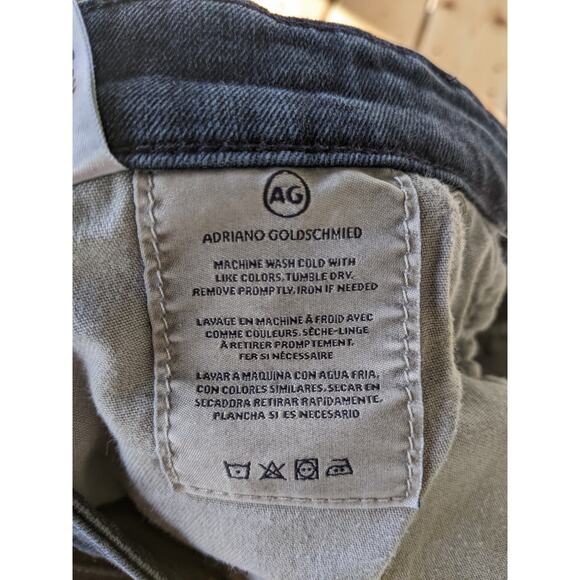 AG
ADRIANO GOLDSCHMIED
MACHINE WASH COLD WITH
LIKE COLORS. TUMBLE DRY.
REMOVE PROMPTLY. IRON IF NEEDED
LAVAGE EN MACHINE À FROID AVEC
COMME COULEURS. SÈCHE-LINGE
À RETIRER PROMPTEMENT.
FER SI NÉCESSAIRE
LAVAR A MAQUINA CON AGUA FRIA,
CON COLORES SIMILARES. SECAR EN
SECADORA RETIRAR RAPIDAMENTE.
PLANCHA SI ES NECESARIO